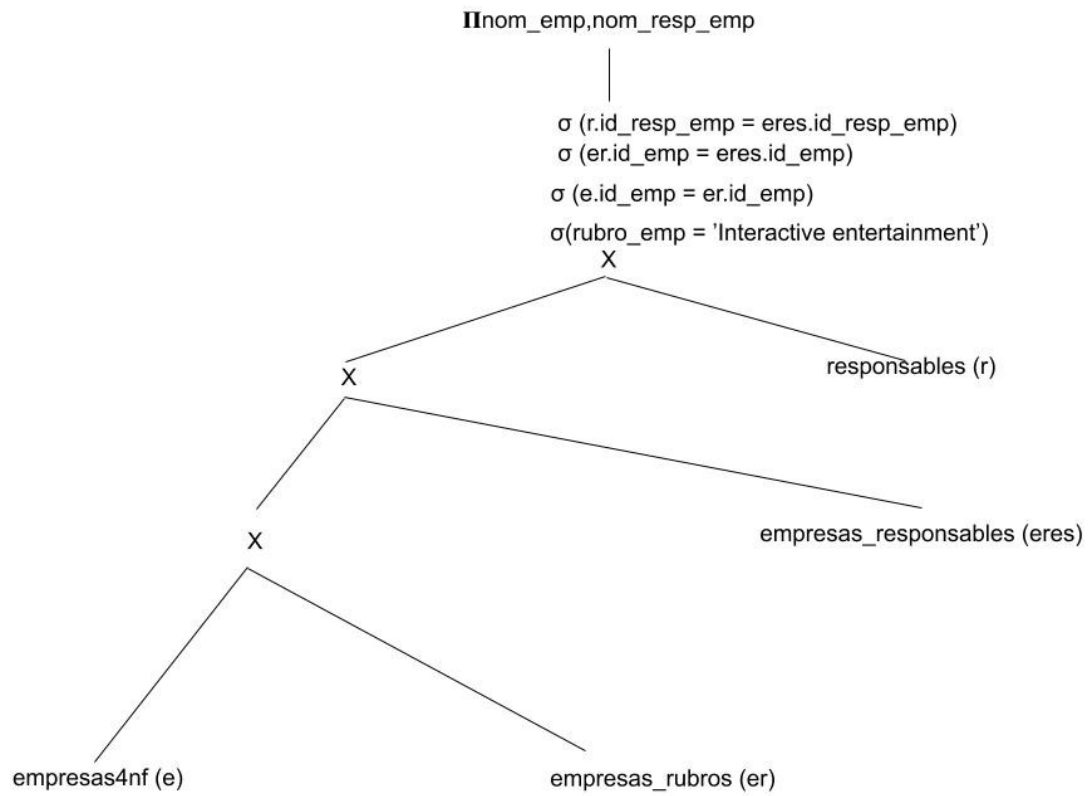 Πnom_emp,nom_resp_emp
σ (r.id_resp_emp = eres.id_resp_emp)
σ (er.id_emp = eres.id_emp)
σ (e.id_emp = er.id_emp)
σ(rubro_emp = ’Interactive entertainment’)
X
X
responsables (r)
X
empresas_responsables (eres)
empresas4nf (e)
empresas_rubros (er)